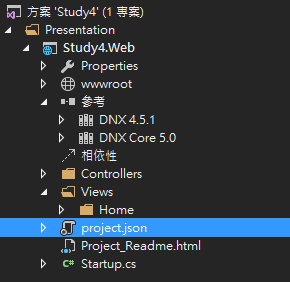 方案 'Study4' (1 專案)
Presentation
Study4.Web
Properties
wwwroot
參考
DNX 4.5.1
DNX Core 5.0
相依性
Controllers
Views
Home
project.json
Project_Readme.html
C# Startup.cs